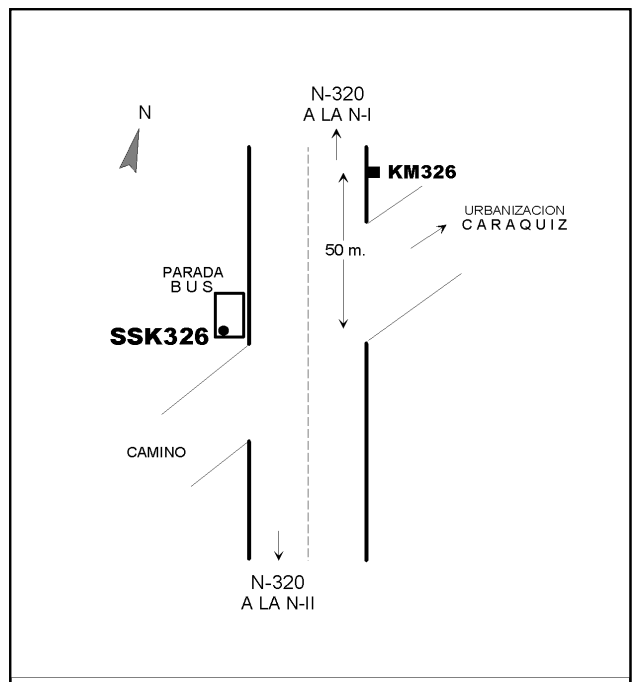 N-320
A LA N-I
N
KM326
URBANIZACION
CARAQUIZ
50 m.
PARADA
BUS
SSK326
CAMINO
N-320
A LA N-II